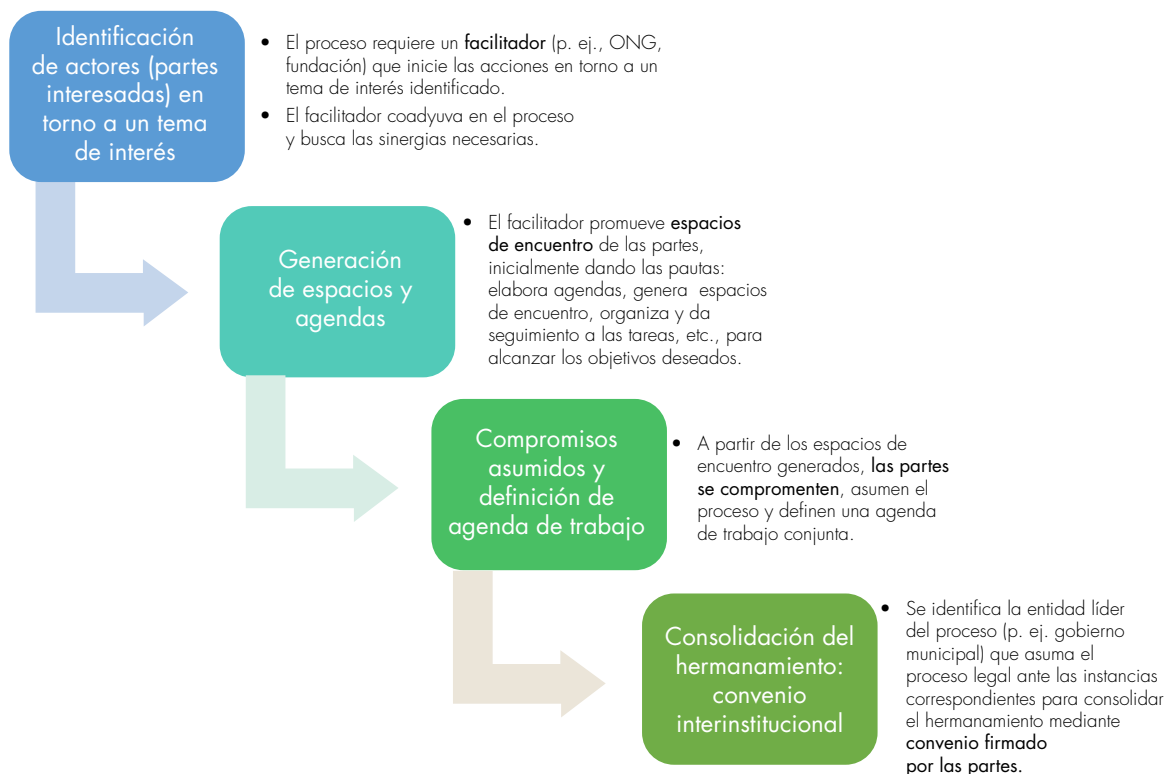 Identificación
de actores (partes
interesadas) en
torno a un tema
de interés
• El proceso requiere un facilitador (p. ej., ONG,
fundación) que inicie las acciones en torno a un
tema de interés identificado.
• El facilitador coadyuva en el proceso
y busca las sinergias necesarias.
Generación
de espacios y
agendas
• El facilitador promueve espacios
de encuentro de las partes,
inicialmente dando las pautas:
elabora agendas, genera espacios
de encuentro, organiza y da
seguimiento a las tareas, etc., para
alcanzar los objetivos deseados.
Compromisos
asumidos y
definición de
agenda de trabajo
• A partir de los espacios de
encuentro generados, las partes
se compromenten, asumen el
proceso y definen una agenda
de trabajo conjunta.
Consolidación del
hermanamiento:
convenio
interinstitucional
• Se identifica la entidad líder
del proceso (p. ej. gobierno
municipal) que asuma el
proceso legal ante las instancias
correspondientes para consolidar
el hermanamiento mediante
convenio firmado
por las partes.